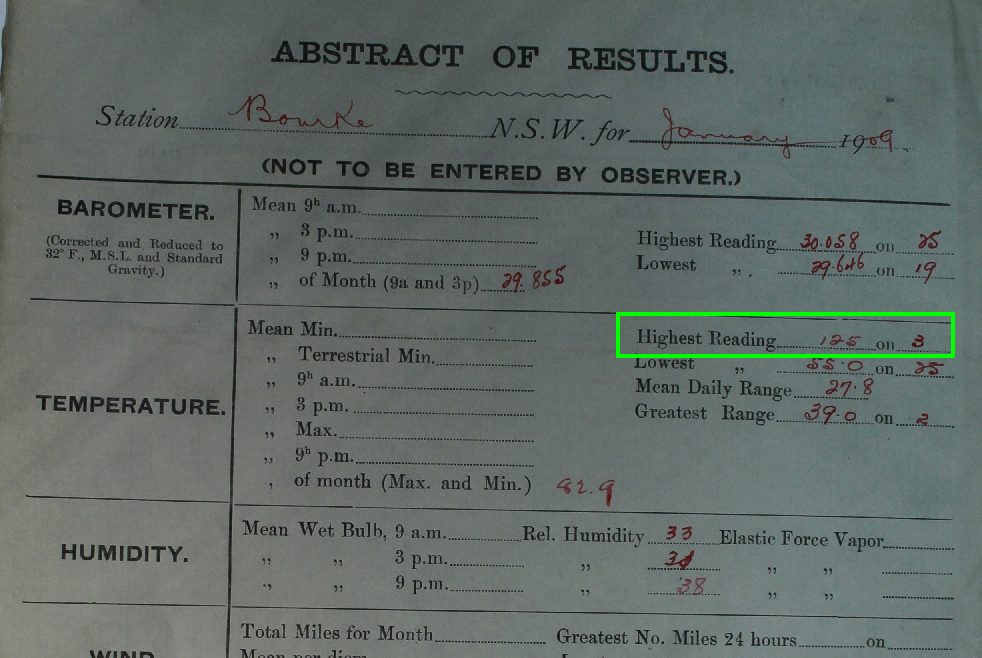 ABSTRACT OF RESULTS.
Station Bourke N.S.W. for January 1909.
(NOT TO BE ENTERED BY OBSERVER.)
BAROMETER.
(Corrected and Reduced to
32° F., M.S.L. and Standard
Gravity.)
Mean 9h a.m.
„ 3 p.m.
„ 9 p.m.
„ of Month (9a and 3p) 29.855
Highest Reading 30.058 on 25
Lowest „ 29.646 on 19
TEMPERATURE.
Mean Min.
„ Terrestrial Min.
„ 9h a.m.
„ 3 p.m.
„ Max.
„ 9h p.m.
„ of month (Max. and Min.) 82.9
Highest Reading 125 on 3
Lowest „ 55.0 on 25
Mean Daily Range 27.8
Greatest Range 39.0 on 2
HUMIDITY.
Mean Wet Bulb, 9 a.m. Rel. Humidity 33 Elastic Force Vapor
„ „ 3 p.m. „ „ „
„ „ 9 p.m. „ 38 „ „
WIND
Total Miles for Month Greatest No. Miles 24 hours on
Mean per diem